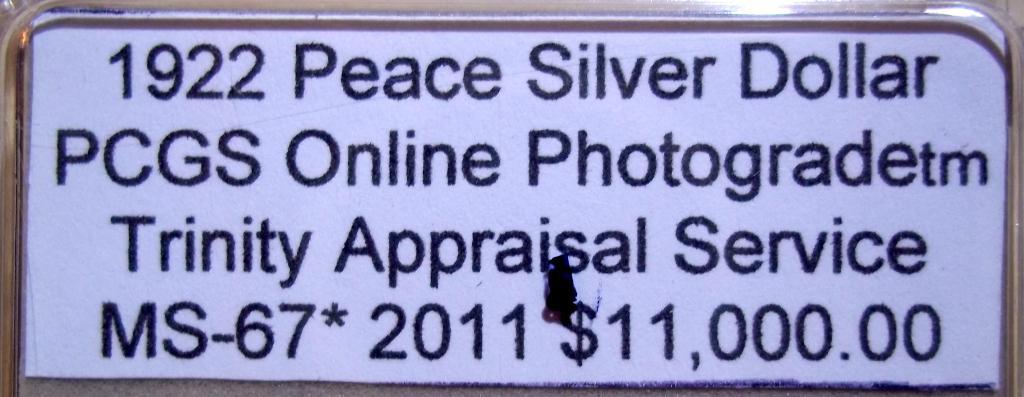 1922 Peace Silver Dollar
PCGS Online Photogradetm
Trinity Appraisal Service
MS-67* 2011 $11,000.00